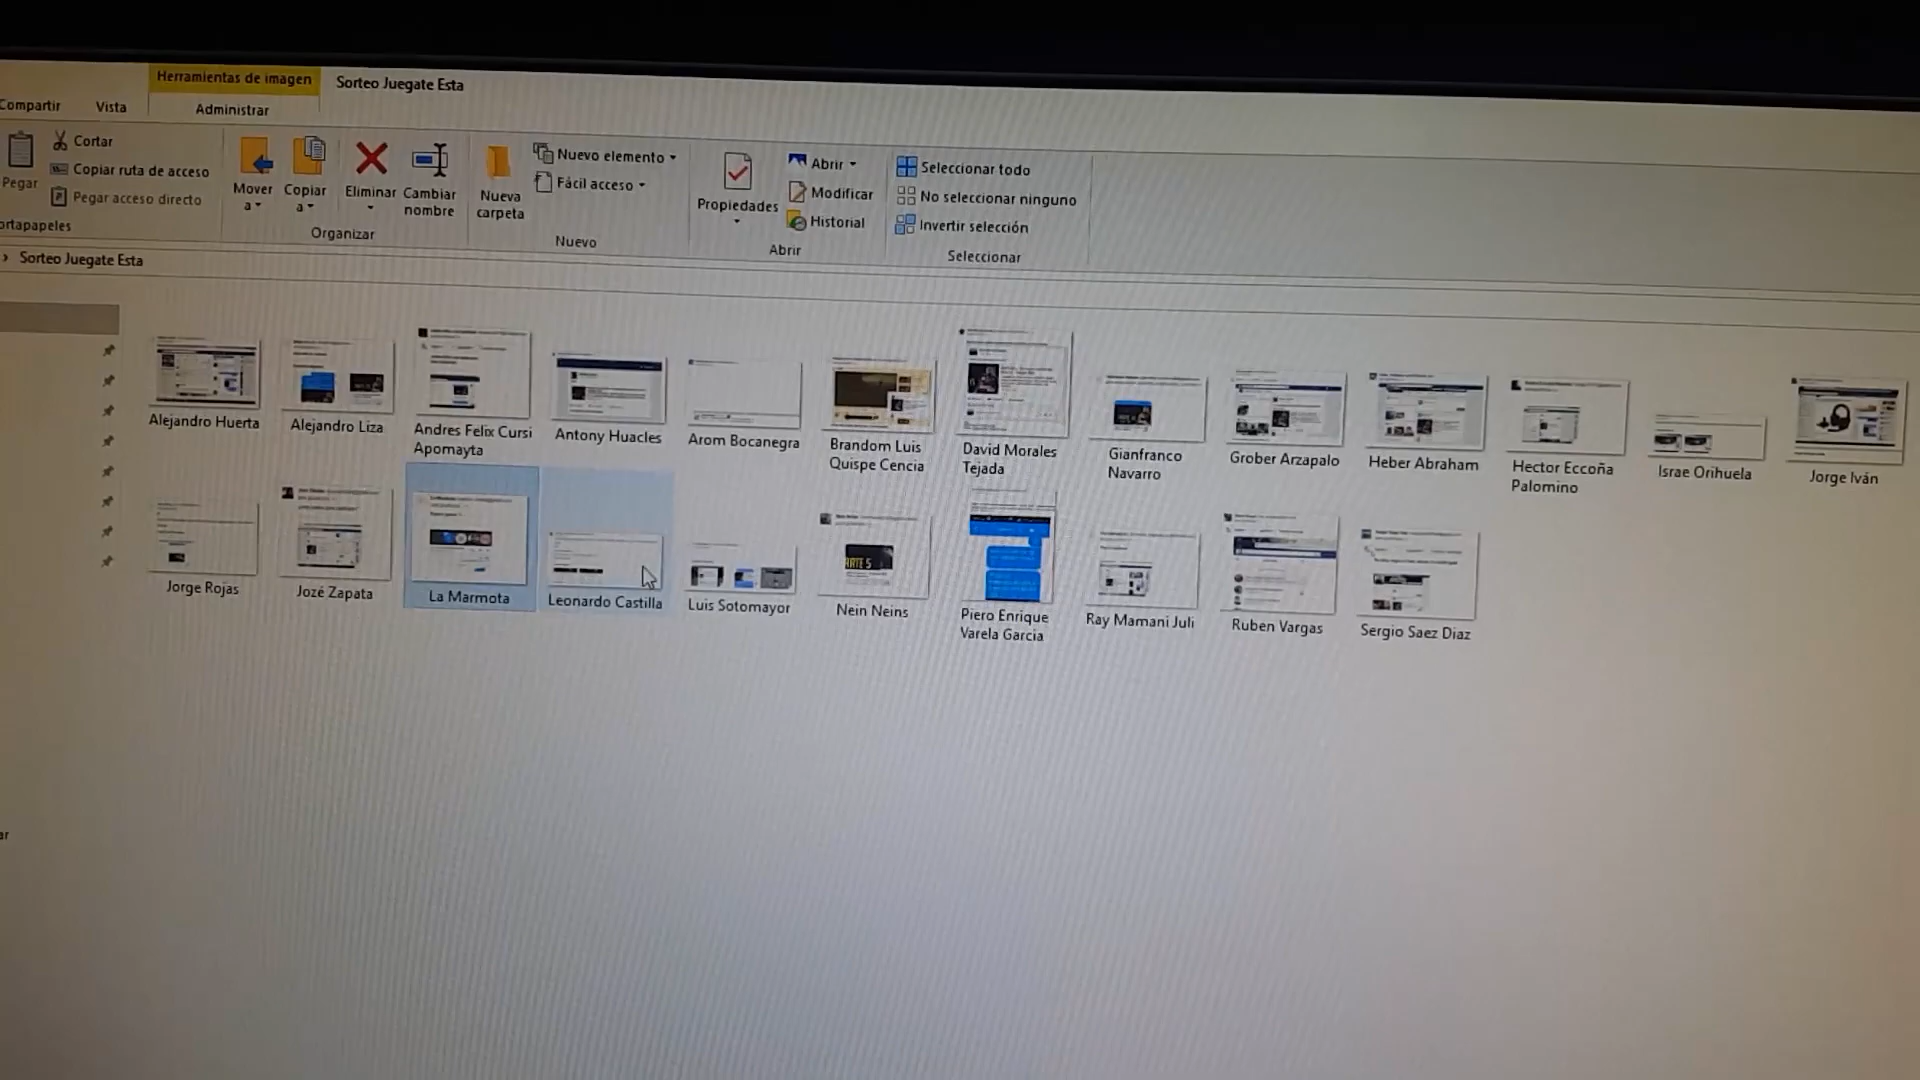 Herramientas de imagen
Sorteo Juegate Esta
Compartir
Vista
Administrar
Pegar
Cortar
Copiar ruta de acceso
Pegar acceso directo
ortapapeles
Mover a
Copiar a
Eliminar
Cambiar nombre
Organizar
Nueva carpeta
Nuevo elemento
Fácil acceso
Nuevo
Propiedades
Abrir
Modificar
Historial
Abrir
Seleccionar todo
No seleccionar ninguno
Invertir selección
Seleccionar
› Sorteo Juegate Esta
Alejandro Huerta
Alejandro Liza
Andres Felix Cursi
Apomayta
Antony Huacles
Arom Bocanegra
Brandom Luis
Quispe Cencia
David Morales
Tejada
Gianfranco
Navarro
Grober Arzapalo
Heber Abraham
Hector Eccoña
Palomino
Israe Orihuela
Jorge Iván
Jorge Rojas
Jozé Zapata
La Marmota
Leonardo Castilla
Luis Sotomayor
ARTE 5
Nein Neins
Piero Enrique
Varela Garcia
Ray Mamani Juli
Ruben Vargas
Sergio Saez Diaz
ar